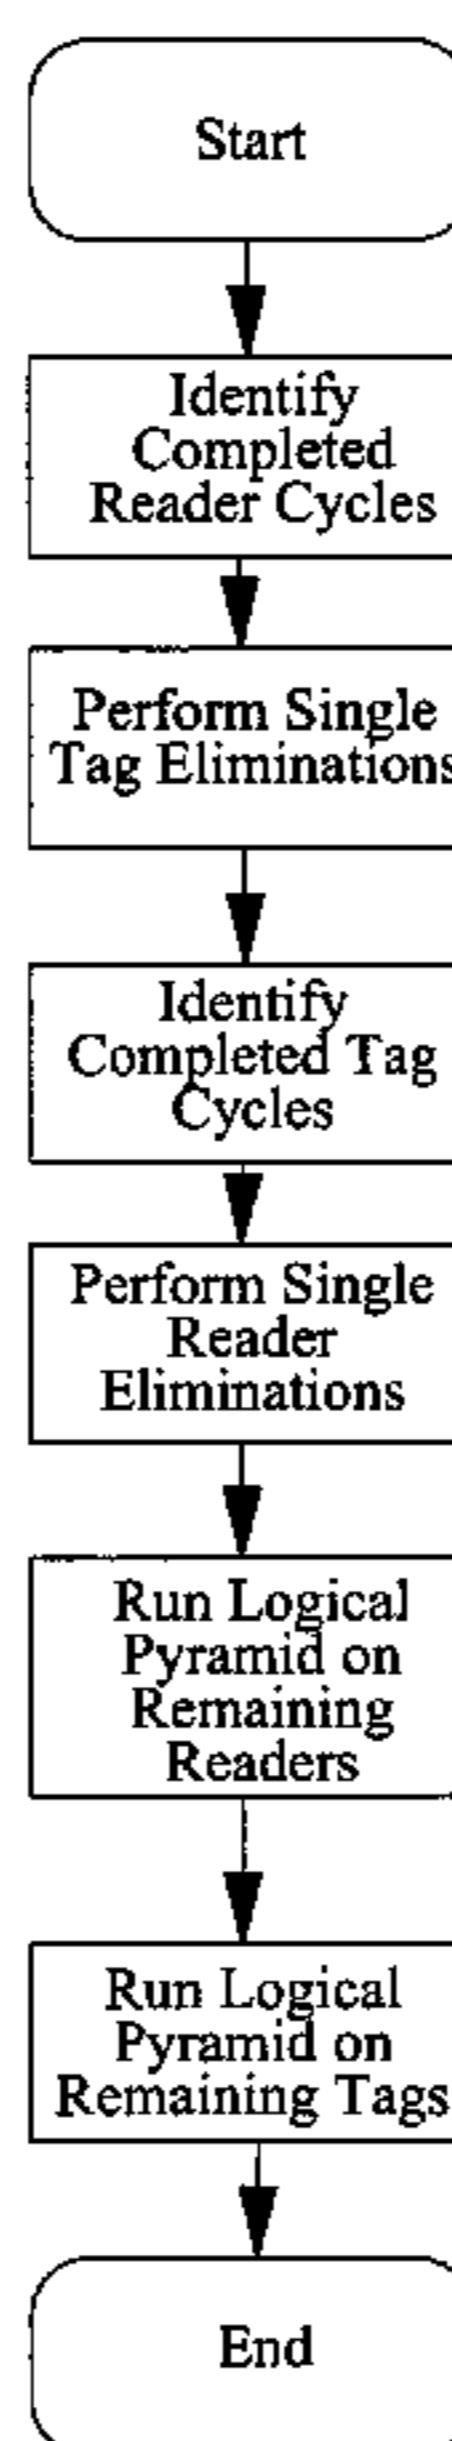 Start
Identify
Completed
Reader Cycles
Perform Single
Tag Eliminations
Identify
Completed Tag
Cycles
Perform Single
Reader
Eliminations
Run Logical
Pyramid on
Remaining
Readers
Run Logical
Pyramid on
Remaining Tags
End